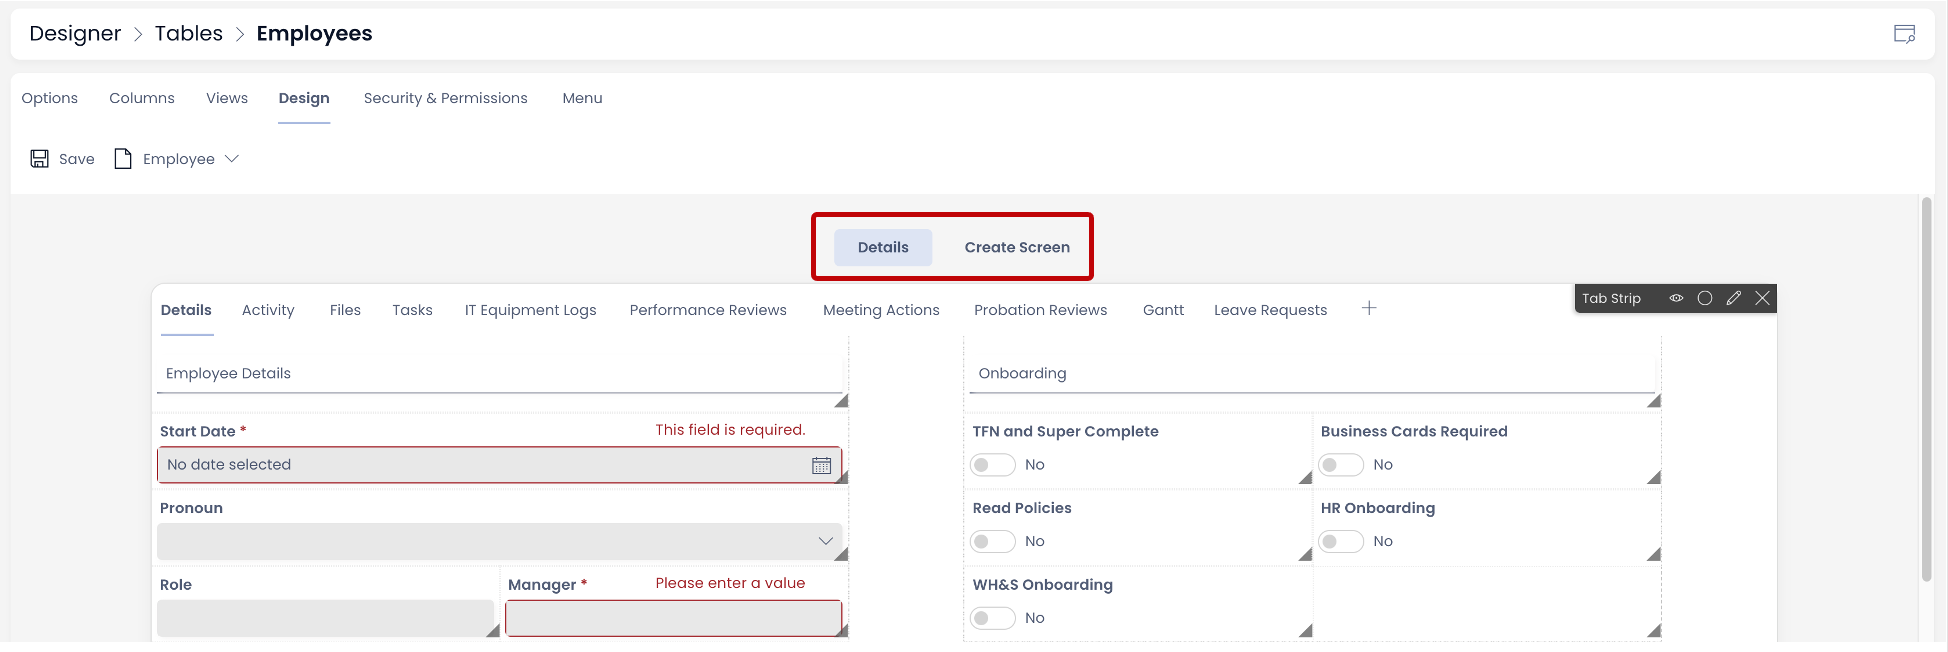 Designer > Tables > Employees
Options Columns Views Design Security & Permissions Menu
Save Employee
Details Create Screen
Details Activity Files Tasks IT Equipment Logs Performance Reviews Meeting Actions Probation Reviews Gantt Leave Requests +
Tab Strip
Employee Details
Onboarding
Start Date * This field is required.
No date selected
TFN and Super Complete Business Cards Required
No No
Pronoun
Read Policies HR Onboarding
No No
Role Manager * Please enter a value
WH&S Onboarding
No